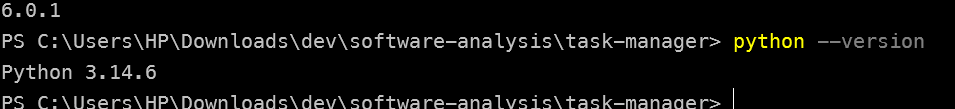 6.0.1
PS C:\Users\HP\Downloads\dev\software-analysis\task-manager> python --version
Python 3.14.6
PS C:\Users\HP\Downloads\dev\software-analysis\task-manager>